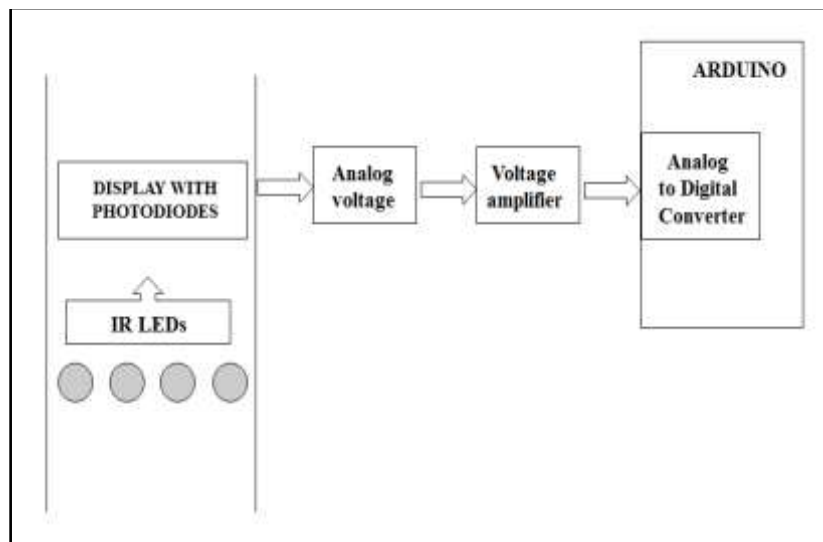 ARDUINO
DISPLAY WITH
PHOTODIODES
Analog
voltage
Voltage
amplifier
Analog
to Digital
Converter
IR LEDs